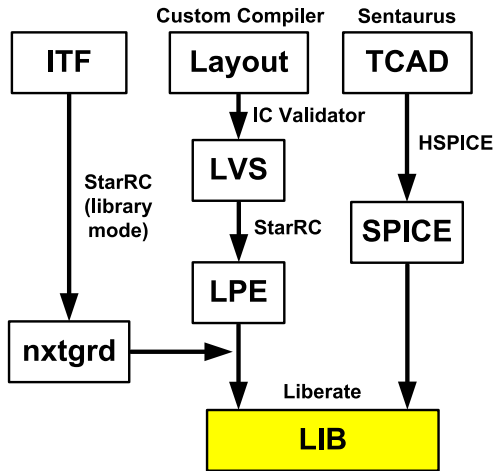 Custom Compiler
Sentaurus
ITF
Layout
TCAD
IC Validator
HSPICE
LVS
StarRC
(library
mode)
StarRC
SPICE
LPE
nxtgrd
Liberate
LIB